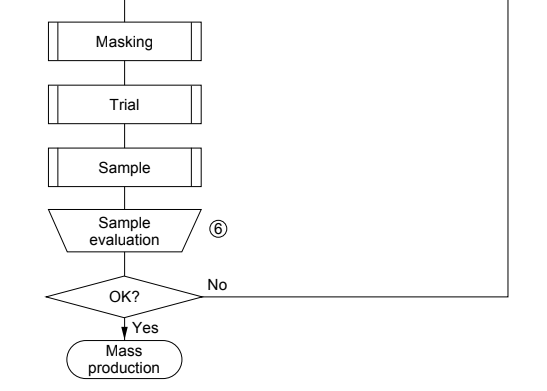 Masking
Trial
Sample
Sample
evaluation
⑥
OK?
No
Yes
Mass
production